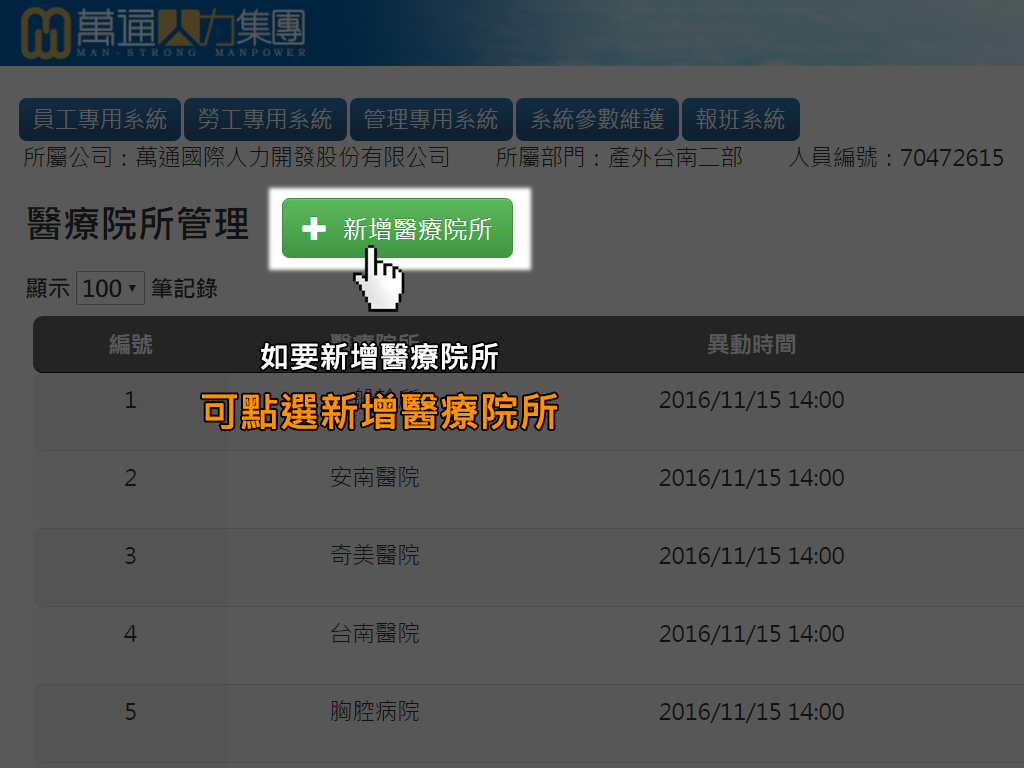 萬通人力集團
MAN-STRONG MANPOWER
員工專用系統 勞工專用系統 管理專用系統 系統參數維護 報班系統
所屬公司：萬通國際人力開發股份有限公司 所屬部門：產外台南二部 人員編號：70472615
醫療院所管理 新增醫療院所
顯示 100 筆記錄
編號 醫療院所 異動時間
如要新增醫療院所
1 2016/11/15 14:00
可點選新增醫療院所
2 安南醫院 2016/11/15 14:00
3 奇美醫院 2016/11/15 14:00
4 台南醫院 2016/11/15 14:00
5 胸腔病院 2016/11/15 14:00